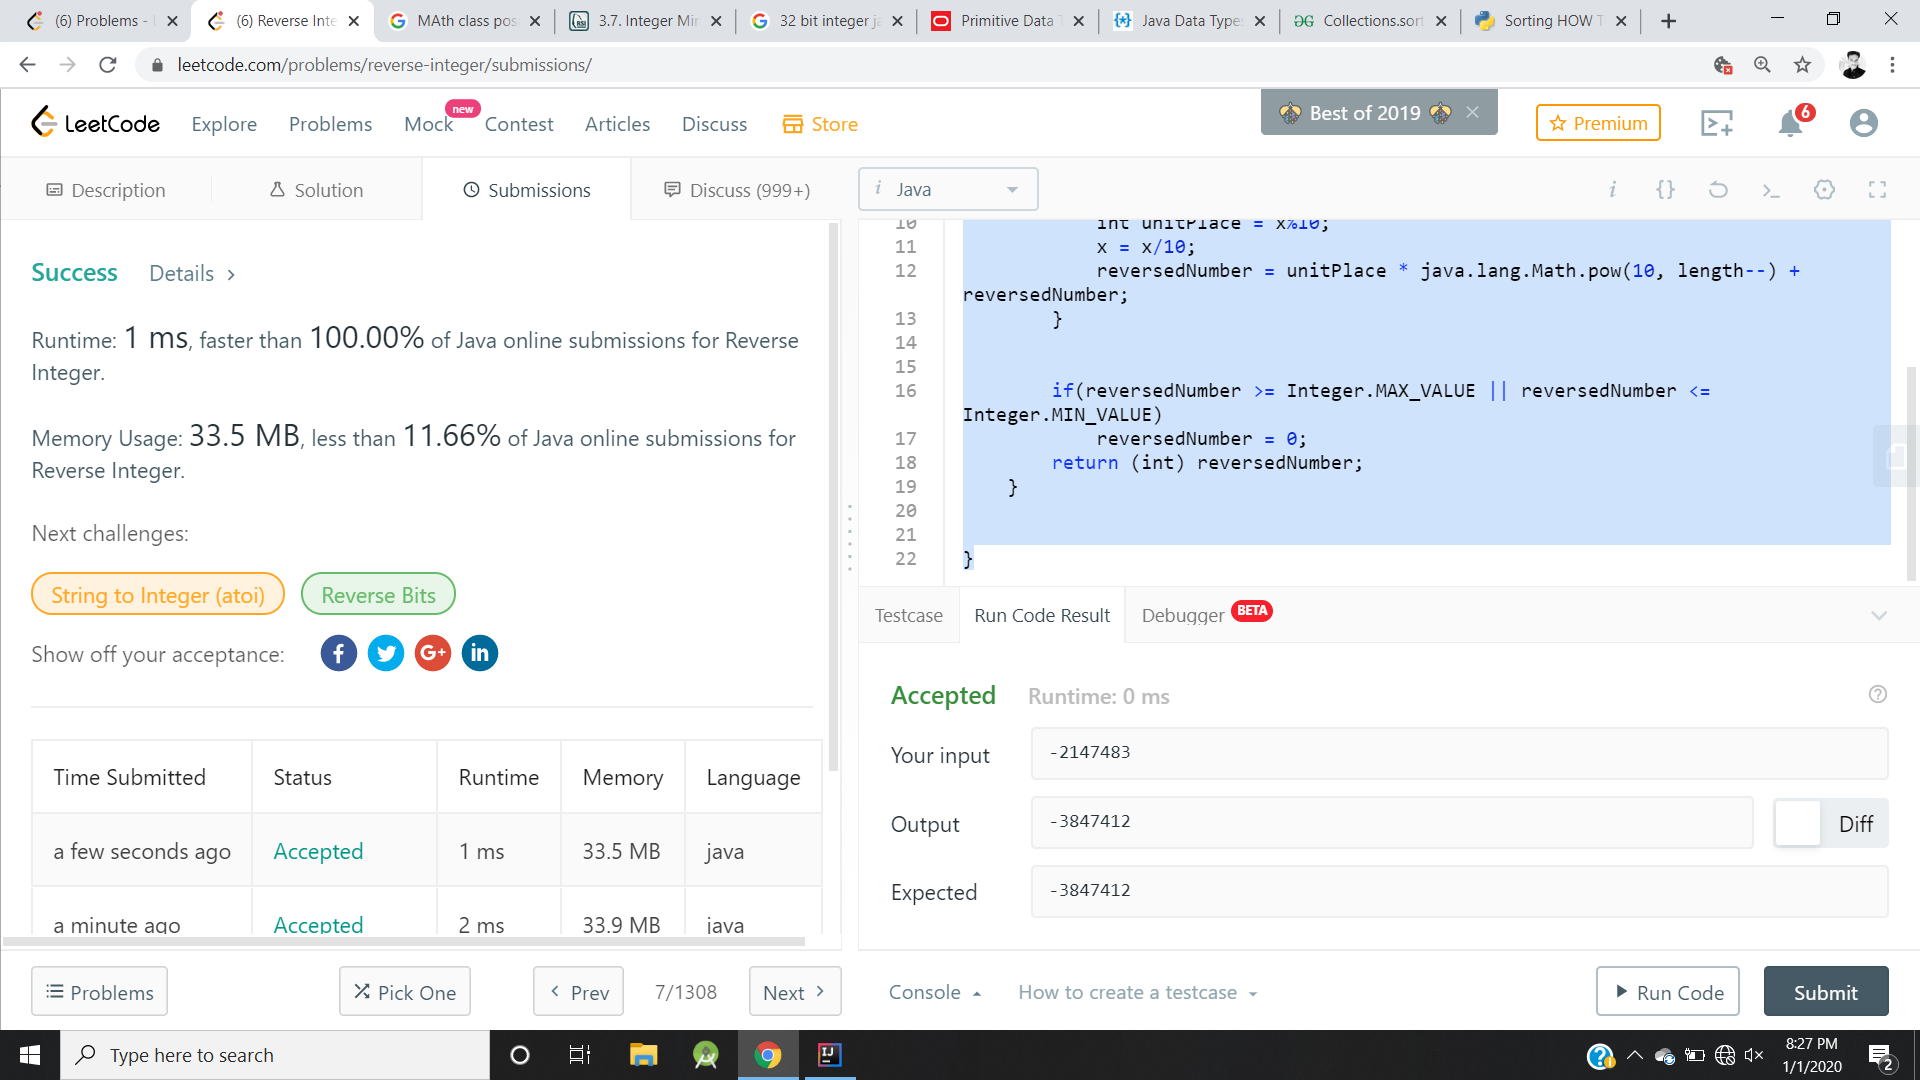 (6) Problems - L
(6) Reverse Inte
MAth class pos
3.7. Integer Min
32 bit integer ja
Primitive Data T
Java Data Types
Collections.sort
Sorting HOW T
leetcode.com/problems/reverse-integer/submissions/
LeetCode
Explore
Problems
Mock
new
Contest
Articles
Discuss
Store
Best of 2019
Premium
6
Description
Solution
Submissions
Discuss (999+)
i Java
Success
Details
Runtime: 1 ms, faster than 100.00% of Java online submissions for Reverse
Integer.
Memory Usage: 33.5 MB, less than 11.66% of Java online submissions for
Reverse Integer.
Next challenges:
String to Integer (atoi)
Reverse Bits
Show off your acceptance:
Time Submitted Status Runtime Memory Language
a few seconds ago Accepted 1 ms 33.5 MB java
a minute ago Accepted 2 ms 33.9 MB java
Problems
Pick One
Prev
7/1308
Next
10 int unitPlace = x%10;
11 x = x/10;
12 reversedNumber = unitPlace * java.lang.Math.pow(10, length--) +
reversedNumber;
13 }
14
15
16 if(reversedNumber >= Integer.MAX_VALUE || reversedNumber <=
Integer.MIN_VALUE)
17 reversedNumber = 0;
18 return (int) reversedNumber;
19 }
20
21
22 }
Testcase
Run Code Result
Debugger BETA
Accepted Runtime: 0 ms
Your input -2147483
Output -3847412
Diff
Expected -3847412
Console
How to create a testcase
Run Code
Submit
Type here to search
8:27 PM
1/1/2020
2